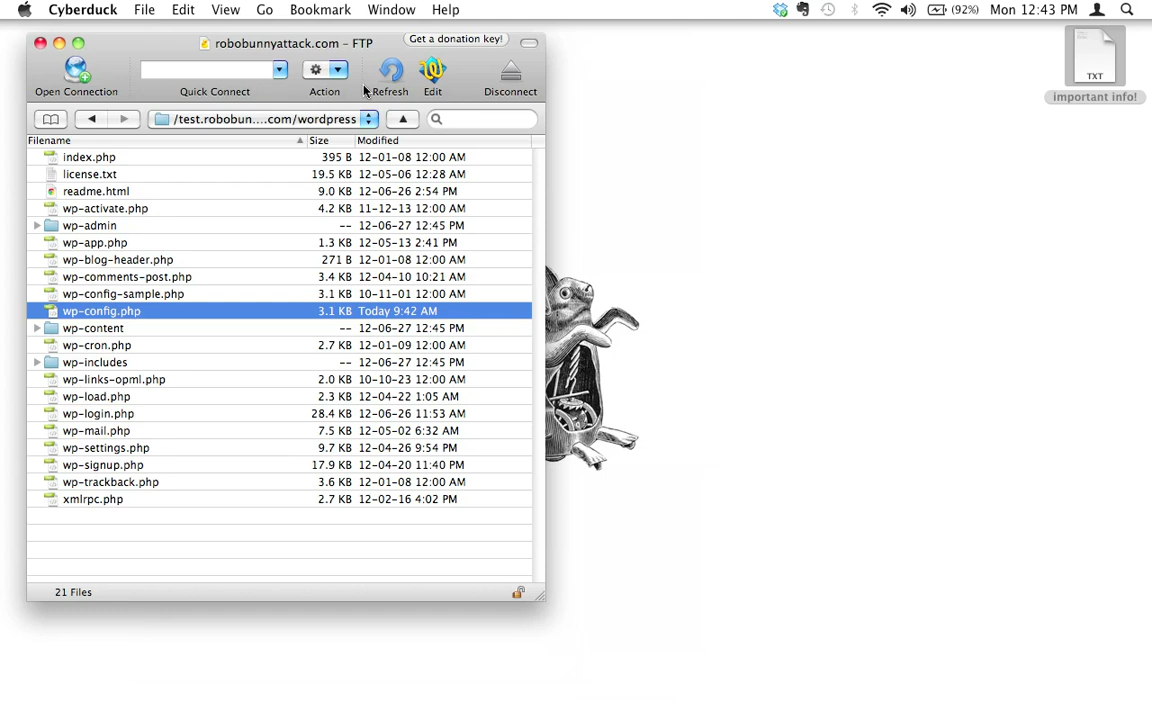 Cyberduck File Edit View Go Bookmark Window Help (92%) Mon 12:43 PM
robobunnyattack.com – FTP
Get a donation key!
Open Connection Quick Connect Action Refresh Edit Disconnect
/test.robobun....com/wordpress
Filename Size Modified
index.php 395 B 12-01-08 12:00 AM
license.txt 19.5 KB 12-05-06 12:28 AM
readme.html 9.0 KB 12-06-26 2:54 PM
wp-activate.php 4.2 KB 11-12-13 12:00 AM
wp-admin -- 12-06-27 12:45 PM
wp-app.php 1.3 KB 12-05-13 2:41 PM
wp-blog-header.php 271 B 12-01-08 12:00 AM
wp-comments-post.php 3.4 KB 12-04-10 10:21 AM
wp-config-sample.php 3.1 KB 10-11-01 12:00 AM
wp-config.php 3.1 KB Today 9:42 AM
wp-content -- 12-06-27 12:45 PM
wp-cron.php 2.7 KB 12-01-09 12:00 AM
wp-includes -- 12-06-27 12:45 PM
wp-links-opml.php 2.0 KB 10-10-23 12:00 AM
wp-load.php 2.3 KB 12-04-22 1:05 AM
wp-login.php 28.4 KB 12-06-26 11:53 AM
wp-mail.php 7.5 KB 12-05-02 6:32 AM
wp-settings.php 9.7 KB 12-04-26 9:54 PM
wp-signup.php 17.9 KB 12-04-20 11:40 PM
wp-trackback.php 3.6 KB 12-01-08 12:00 AM
xmlrpc.php 2.7 KB 12-02-16 4:02 PM
21 Files
TXT
important info!